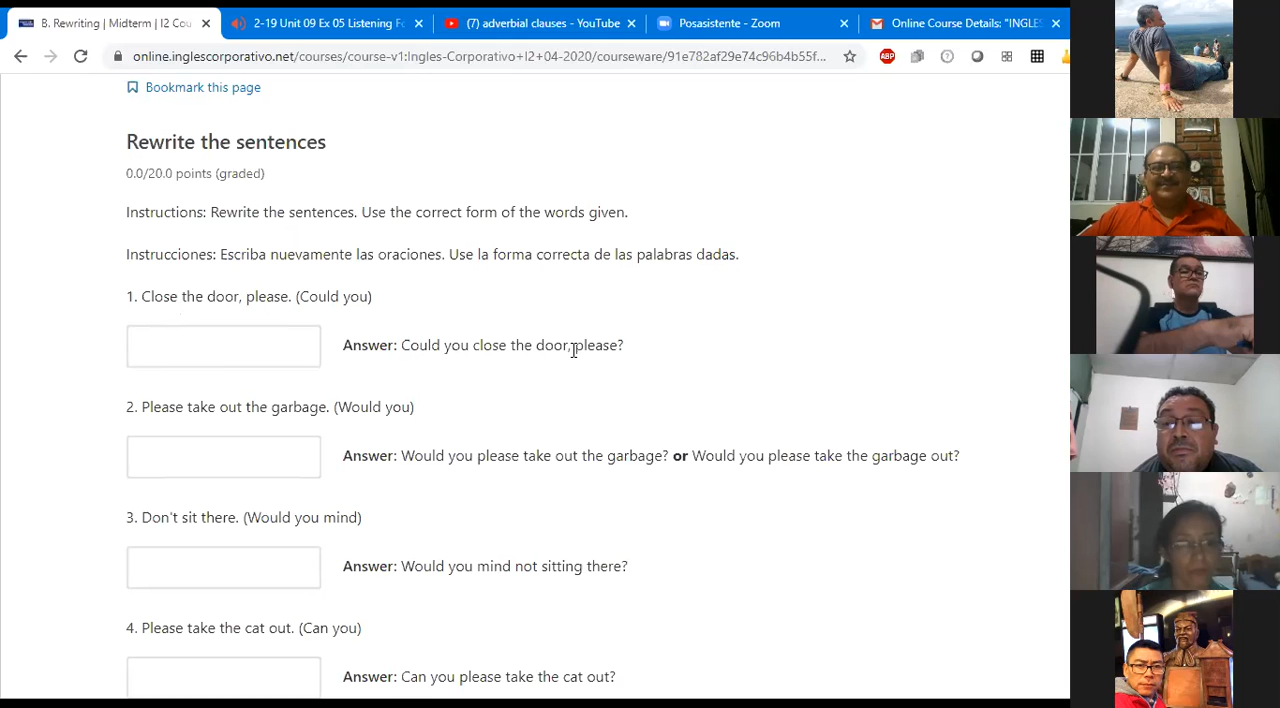 B. Rewriting | Midterm | I2 Cou
2-19 Unit 09 Ex 05 Listening Fo
(7) adverbial clauses - YouTube
Posasistente - Zoom
Online Course Details: "INGLES
online.inglescorporativo.net/courses/course-v1:Ingles-Corporativo+I2+04-2020/courseware/91e782af29e74c96b4b55f...
ABP
Bookmark this page
Rewrite the sentences
0.0/20.0 points (graded)
Instructions: Rewrite the sentences. Use the correct form of the words given.
Instrucciones: Escriba nuevamente las oraciones. Use la forma correcta de las palabras dadas.
1. Close the door, please. (Could you)
Answer: Could you close the door, please?
2. Please take out the garbage. (Would you)
Answer: Would you please take out the garbage? or Would you please take the garbage out?
3. Don't sit there. (Would you mind)
Answer: Would you mind not sitting there?
4. Please take the cat out. (Can you)
Answer: Can you please take the cat out?